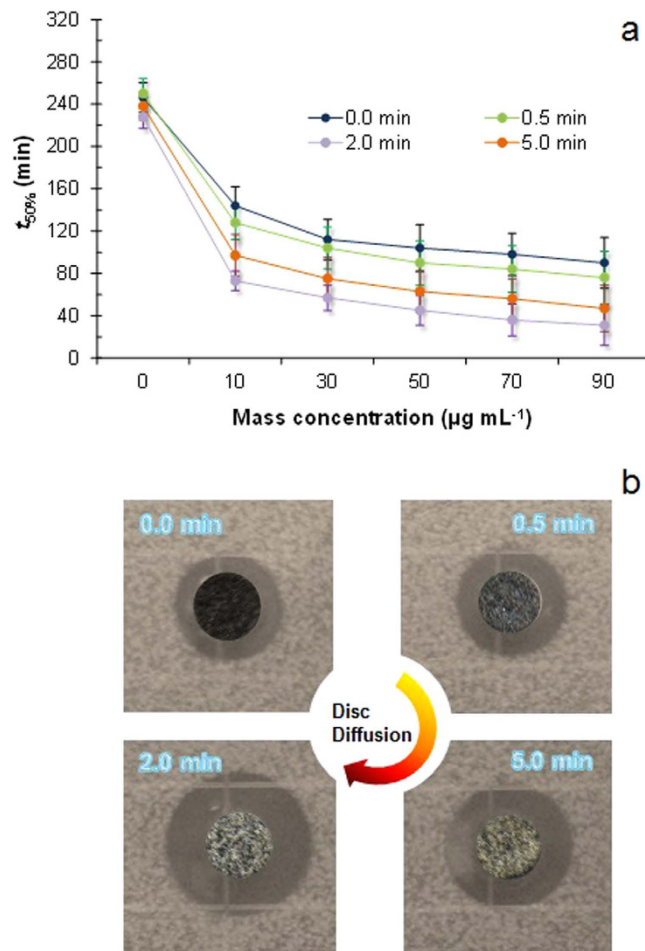 a
320
280
240
200
160
120
80
40
0
t50% (min)
0.0 min
0.5 min
2.0 min
5.0 min
0 10 30 50 70 90
Mass concentration (µg mL⁻¹)
b
0.0 min
0.5 min
Disc
Diffusion
2.0 min
5.0 min